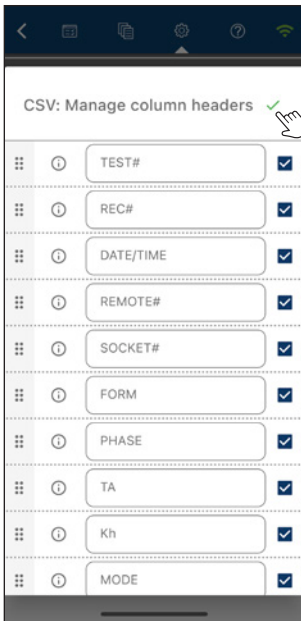 CSV: Manage column headers
TEST#
REC#
DATE/TIME
REMOTE#
SOCKET#
FORM
PHASE
TA
Kh
MODE